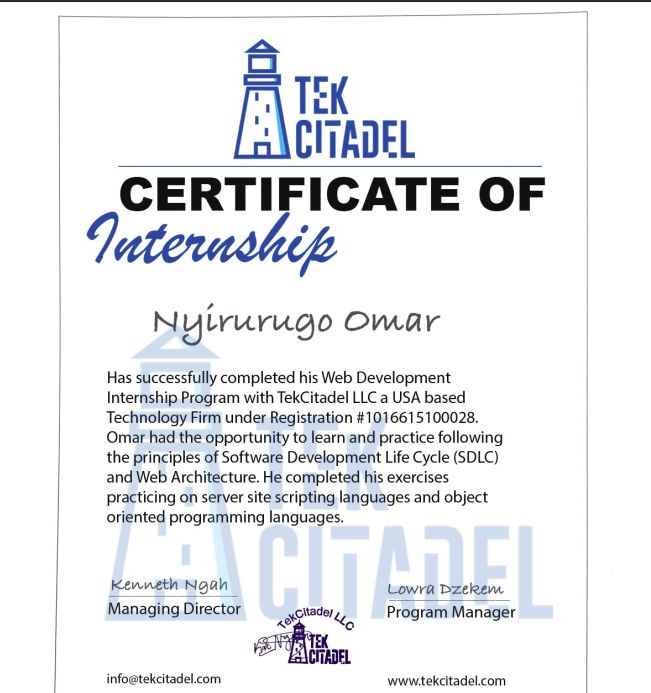 TEK
CITADEL
CERTIFICATE OF
Internship
Nyirurugo Omar
Has successfully completed his Web Development
Internship Program with TekCitadel LLC a USA based
Technology Firm under Registration #1016615100028.
Omar had the opportunity to learn and practice following
the principles of Software Development Life Cycle (SDLC)
and Web Architecture. He completed his exercises
practicing on server site scripting languages and object
oriented programming languages.
TEK
CITADEL
Kenneth Ngah
Managing Director
Lowra Dzekem
Program Manager
TekCitadel LLC
TEK
CITADEL
info@tekcitadel.com
www.tekcitadel.com